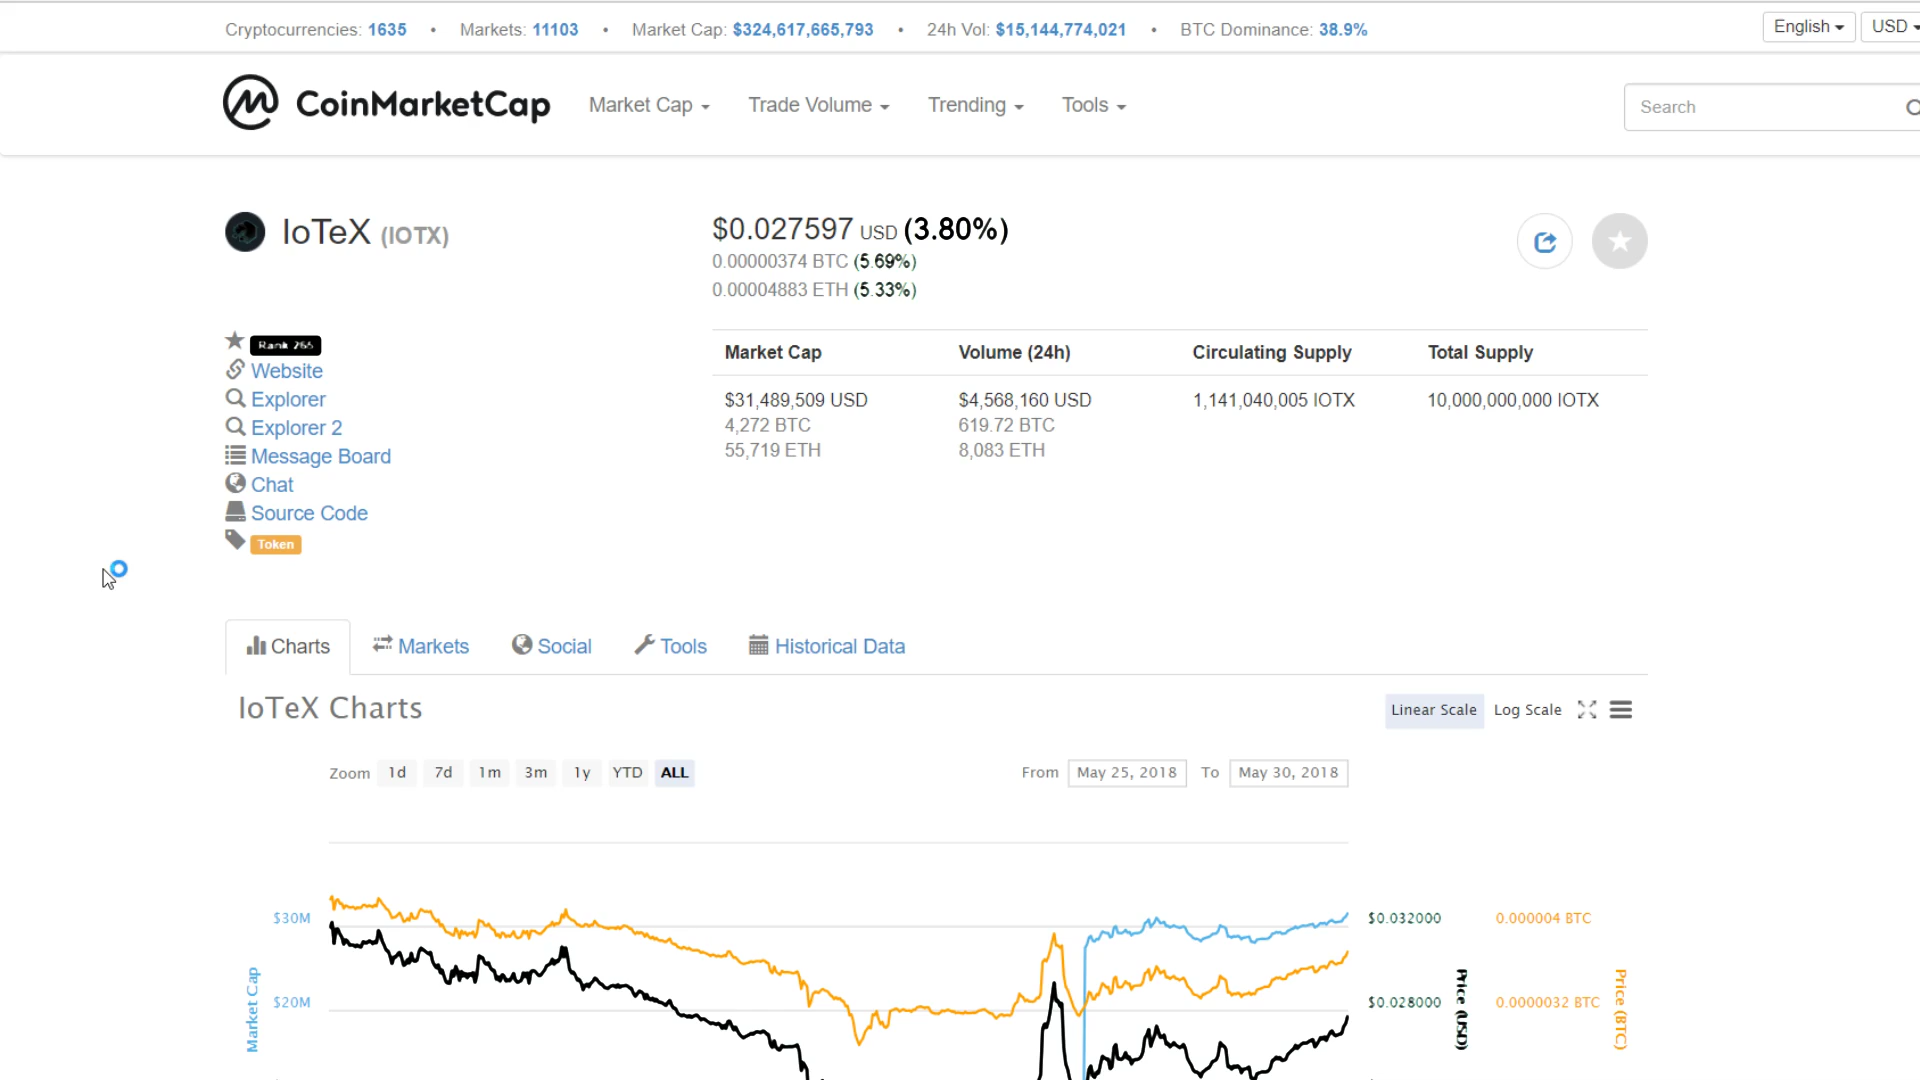 Cryptocurrencies: 1635 • Markets: 11103 • Market Cap: $324,617,665,793 • 24h Vol: $15,144,774,021 • BTC Dominance: 38.9% English USD
CoinMarketCap Market Cap Trade Volume Trending Tools Search
IoTeX (IOTX) $0.027597 USD (3.80%)
0.00000374 BTC (5.69%)
0.00004883 ETH (5.33%)
Rank 266
Website
Explorer
Explorer 2
Message Board
Chat
Source Code
Token
Market Cap Volume (24h) Circulating Supply Total Supply
$31,489,509 USD $4,568,160 USD 1,141,040,005 IOTX 10,000,000,000 IOTX
4,272 BTC 619.72 BTC
55,719 ETH 8,083 ETH
Charts Markets Social Tools Historical Data
IoTeX Charts Linear Scale Log Scale
Zoom 1d 7d 1m 3m 1y YTD ALL From May 25, 2018 To May 30, 2018
$30M $0.032000 0.000004 BTC
$20M $0.028000 0.0000032 BTC
Market Cap
Price (USD)
Price (BTC)